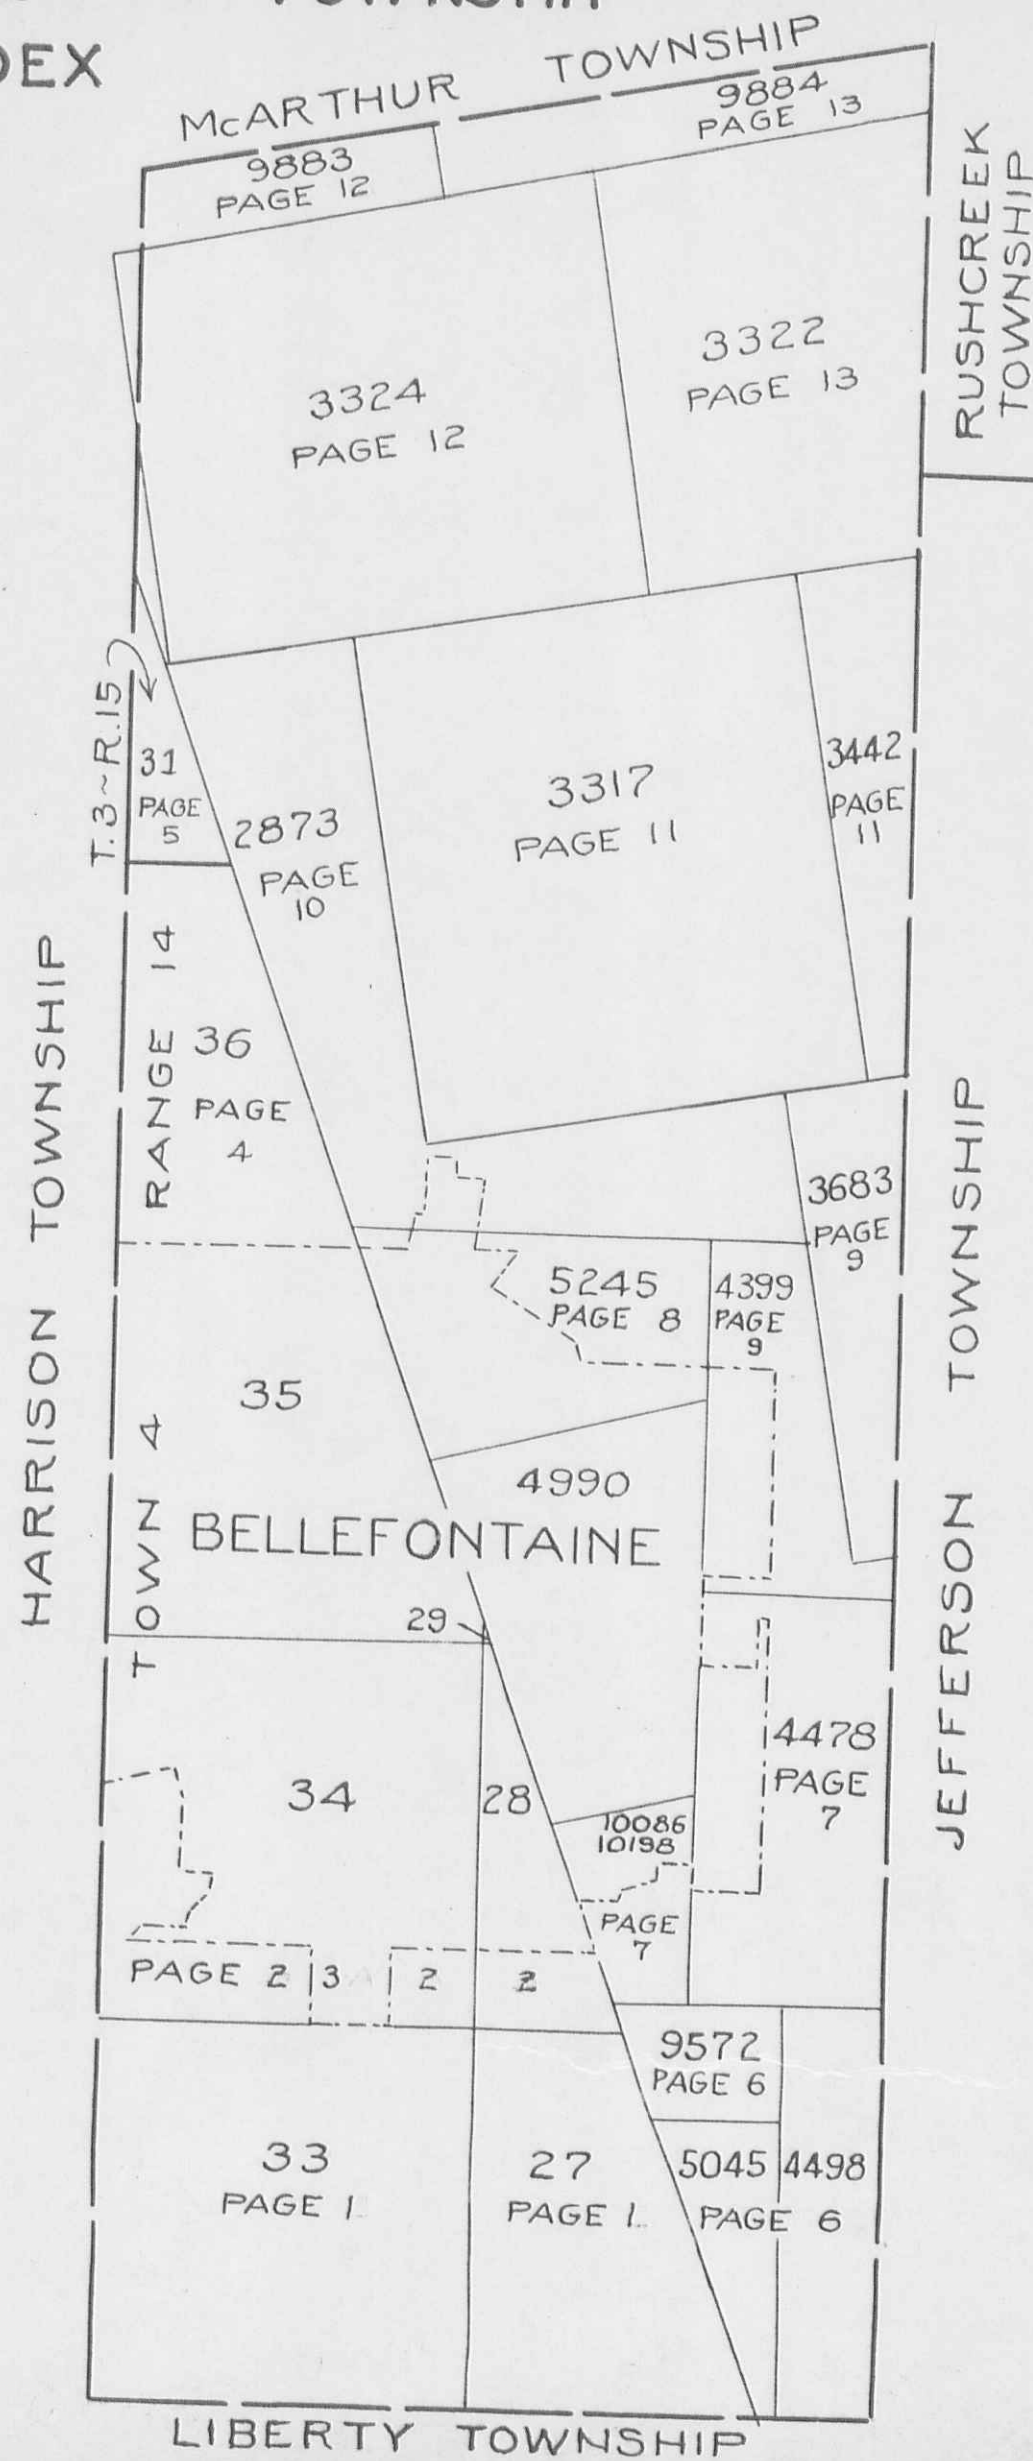 TOWNSHIP
DEX
McARTHUR TOWNSHIP
9884
PAGE 13
9883
PAGE 12
RUSHCREEK
TOWNSHIP
3322
PAGE 13
3324
PAGE 12
T.3~R.15
31
PAGE
5
2873
PAGE
10
3317
PAGE 11
3442
PAGE
11
HARRISON TOWNSHIP
RANGE 14
36
PAGE
4
3683
PAGE
9
JEFFERSON TOWNSHIP
5245
PAGE 8
4399
PAGE
9
35
TOWN 4
4990
BELLEFONTAINE
29
4478
PAGE
7
34
28
10086
10198
PAGE
7
PAGE 2 3 2 2
9572
PAGE 6
33
PAGE 1
27
PAGE 1
5045 4498
PAGE 6
LIBERTY TOWNSHIP